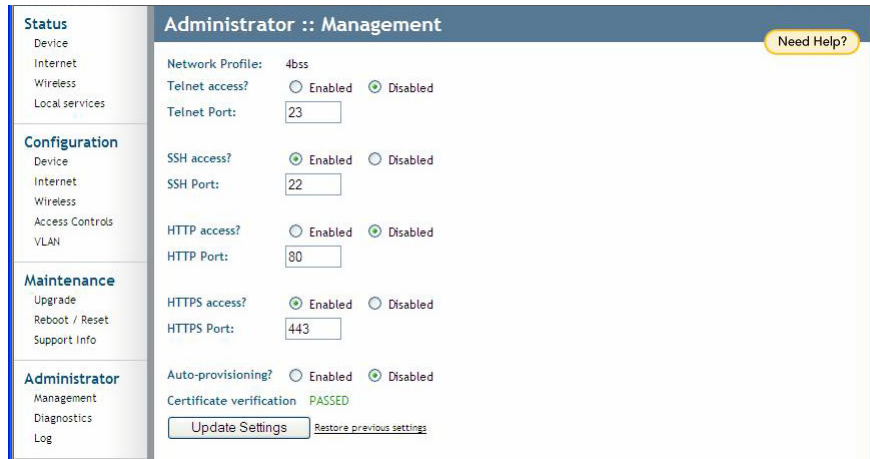 Status
Device
Internet
Wireless
Local services
Configuration
Device
Internet
Wireless
Access Controls
VLAN
Maintenance
Upgrade
Reboot / Reset
Support Info
Administrator
Management
Diagnostics
Log
Administrator :: Management
Need Help?
Network Profile: 4bss
Telnet access? Enabled Disabled
Telnet Port: 23
SSH access? Enabled Disabled
SSH Port: 22
HTTP access? Enabled Disabled
HTTP Port: 80
HTTPS access? Enabled Disabled
HTTPS Port: 443
Auto-provisioning? Enabled Disabled
Certificate verification PASSED
Update Settings Restore previous settings